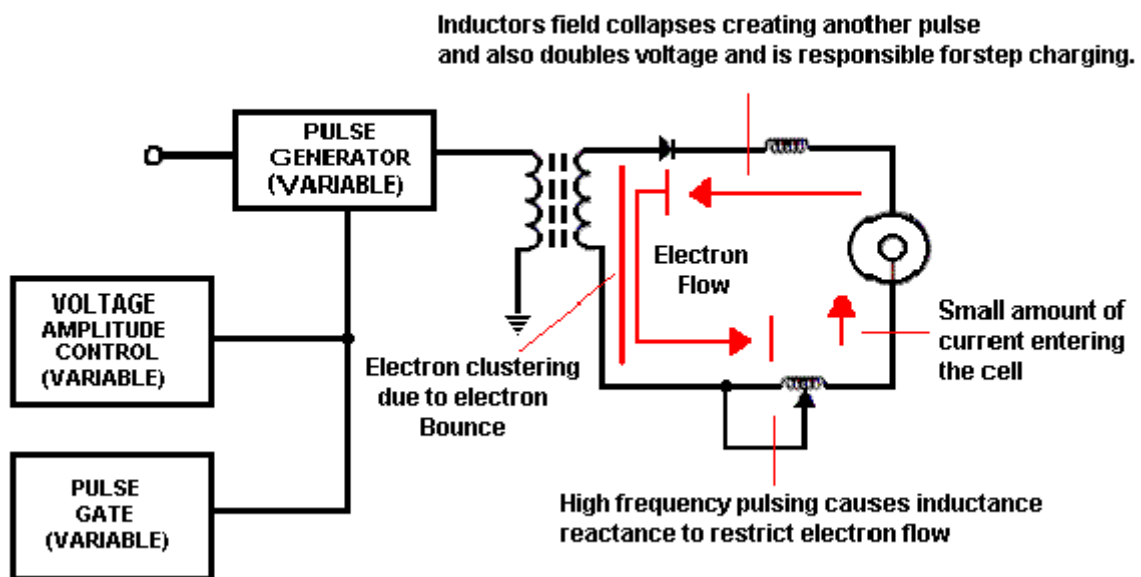 Inductors field collapses creating another pulse
and also doubles voltage and is responsible forstep charging.
PULSE
GENERATOR
(VARIABLE)
Electron
Flow
VOLTAGE
AMPLITUDE
CONTROL
(VARIABLE)
Small amount of
current entering
the cell
Electron clustering
due to electron
Bounce
PULSE
GATE
(VARIABLE)
High frequency pulsing causes inductance
reactance to restrict electron flow